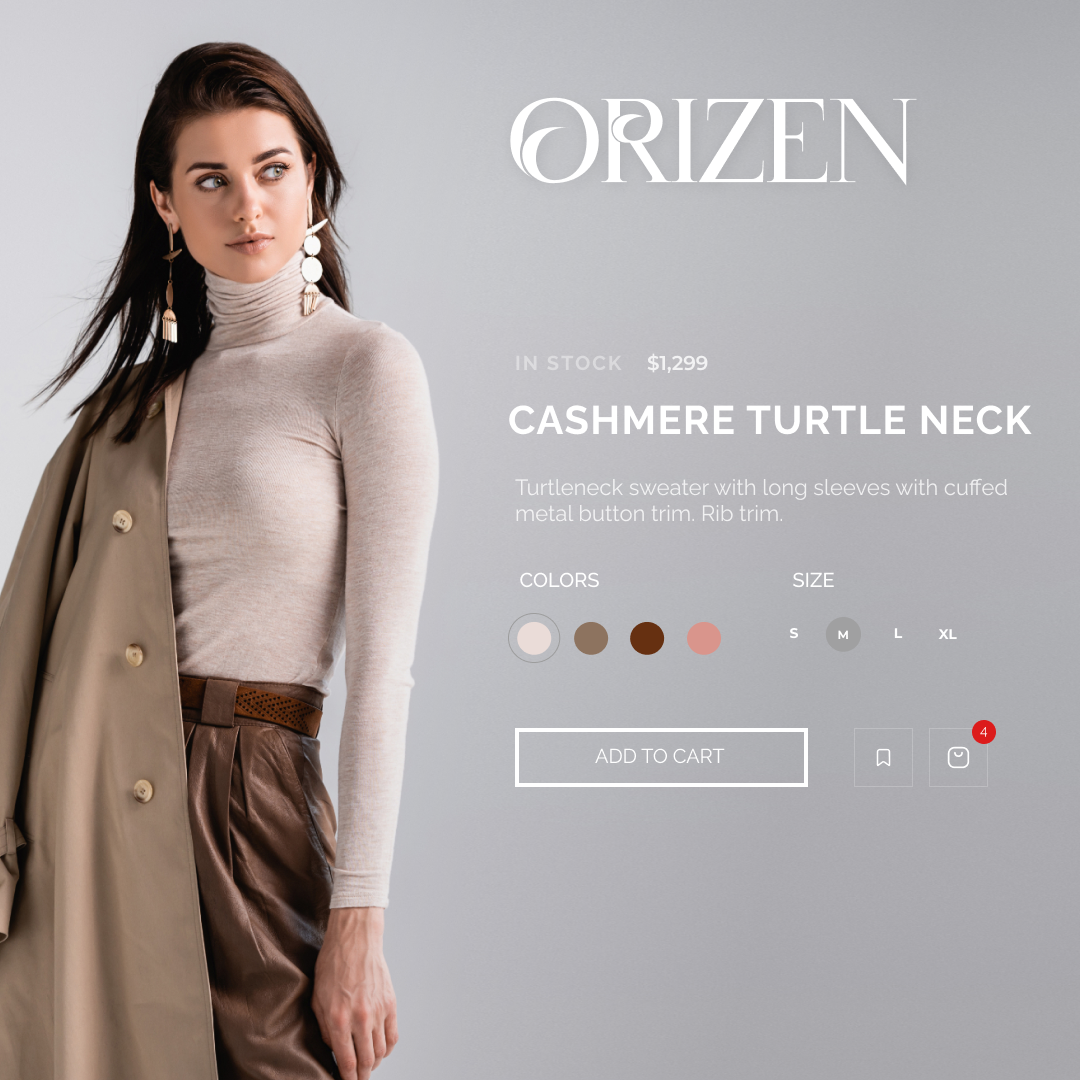 ORIZEN
IN STOCK $1,299
CASHMERE TURTLE NECK
Turtleneck sweater with long sleeves with cuffed
metal button trim. Rib trim.
COLORS SIZE
S M L XL
ADD TO CART
4